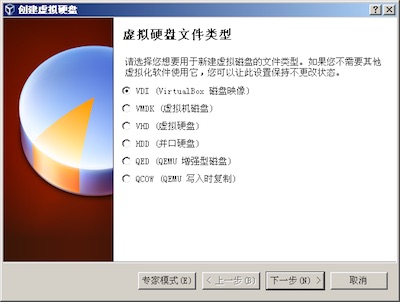 创建虚拟硬盘
虚拟硬盘文件类型
请选择您想要用于新建虚拟磁盘的文件类型。如果您不需要其他
虚拟化软件使用它，您可以让此设置保持不更改状态。
VDI (VirtualBox 磁盘映像)
VMDK (虚拟机磁盘)
VHD (虚拟硬盘)
HDD (并口硬盘)
QED (QEMU 增强型磁盘)
QCOW (QEMU 写入时复制)
专家模式(E) < 上一步(B) 下一步(N) > 取消